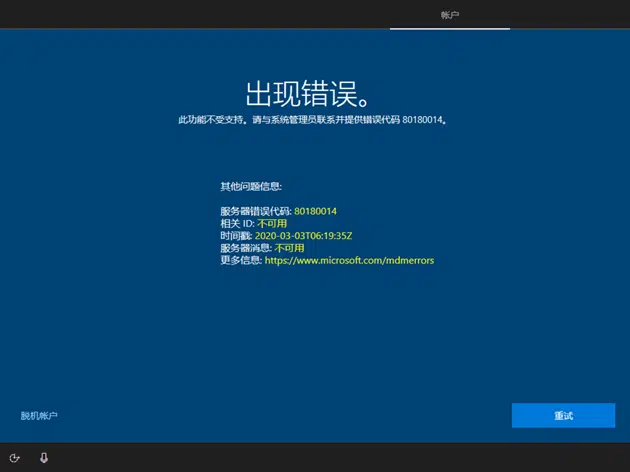 帐户
出现错误。
此功能不受支持。请与系统管理员联系并提供错误代码 80180014。
其他问题信息:
服务器错误代码: 80180014
相关 ID: 不可用
时间戳: 2020-03-03T06:19:35Z
服务器消息: 不可用
更多信息: https://www.microsoft.com/mdmerrors
脱机帐户
重试